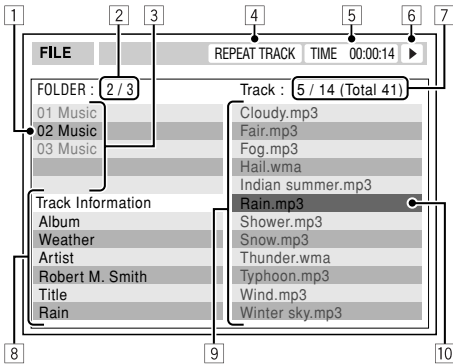 1 2 3 4 5 6 7
FILE REPEAT TRACK TIME 00:00:14
FOLDER : 2 / 3 Track : 5 / 14 (Total 41)
01 Music
02 Music
03 Music
Track Information
Album
Weather
Artist
Robert M. Smith
Title
Rain
Cloudy.mp3
Fair.mp3
Fog.mp3
Hail.wma
Indian summer.mp3
Rain.mp3
Shower.mp3
Snow.mp3
Thunder.wma
Typhoon.mp3
Wind.mp3
Winter sky.mp3
8 9 10